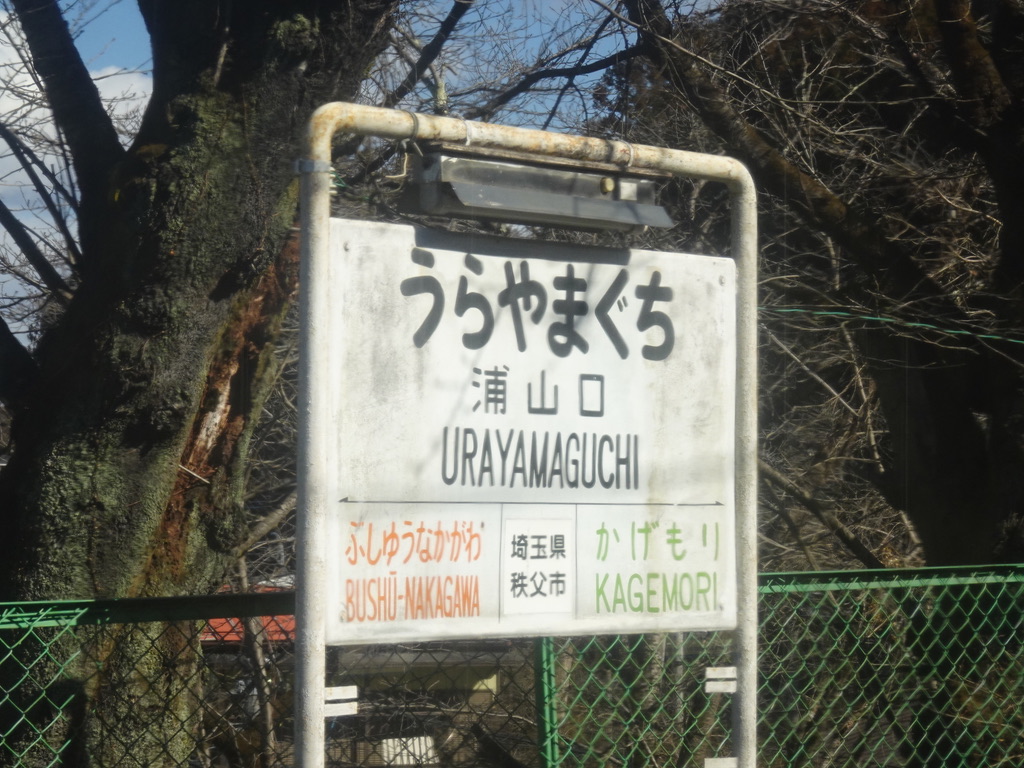 うらやまぐち
浦山口
URAYAMAGUCHI
ぶしゆうなかがわ
BUSHŪ-NAKAGAWA
埼玉県
秩父市
かげもり
KAGEMORI